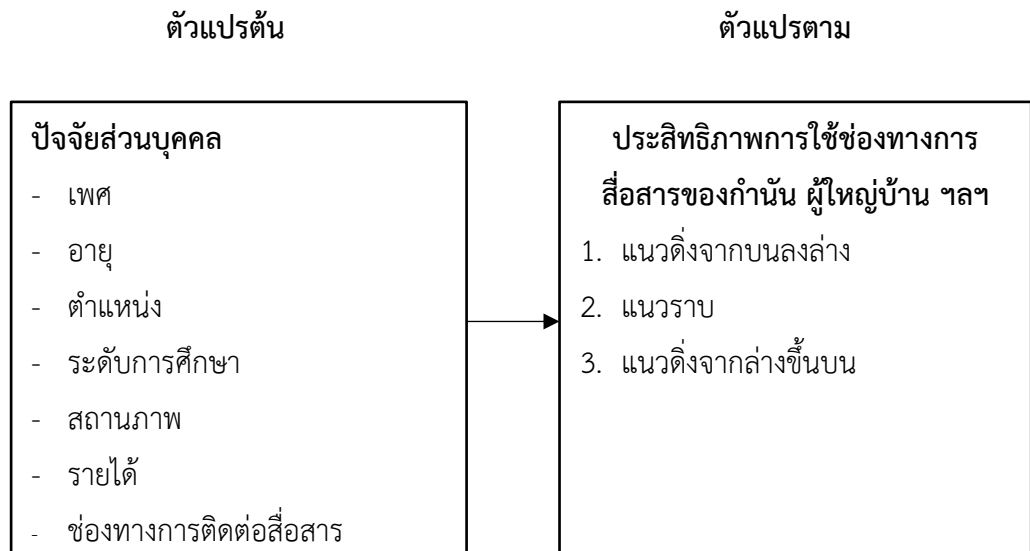 ตัวแปรต้น
ตัวแปรตาม
ปัจจัยส่วนบุคคล
- เพศ
- อายุ
- ตำแหน่ง
- ระดับการศึกษา
- สถานภาพ
- รายได้
- ช่องทางการติดต่อสื่อสาร
ประสิทธิภาพการใช้ช่องทางการ
สื่อสารของกำนัน ผู้ใหญ่บ้าน ฯลฯ
1. แนวดิ่งจากบนลงล่าง
2. แนวราบ
3. แนวดิ่งจากล่างขึ้นบน